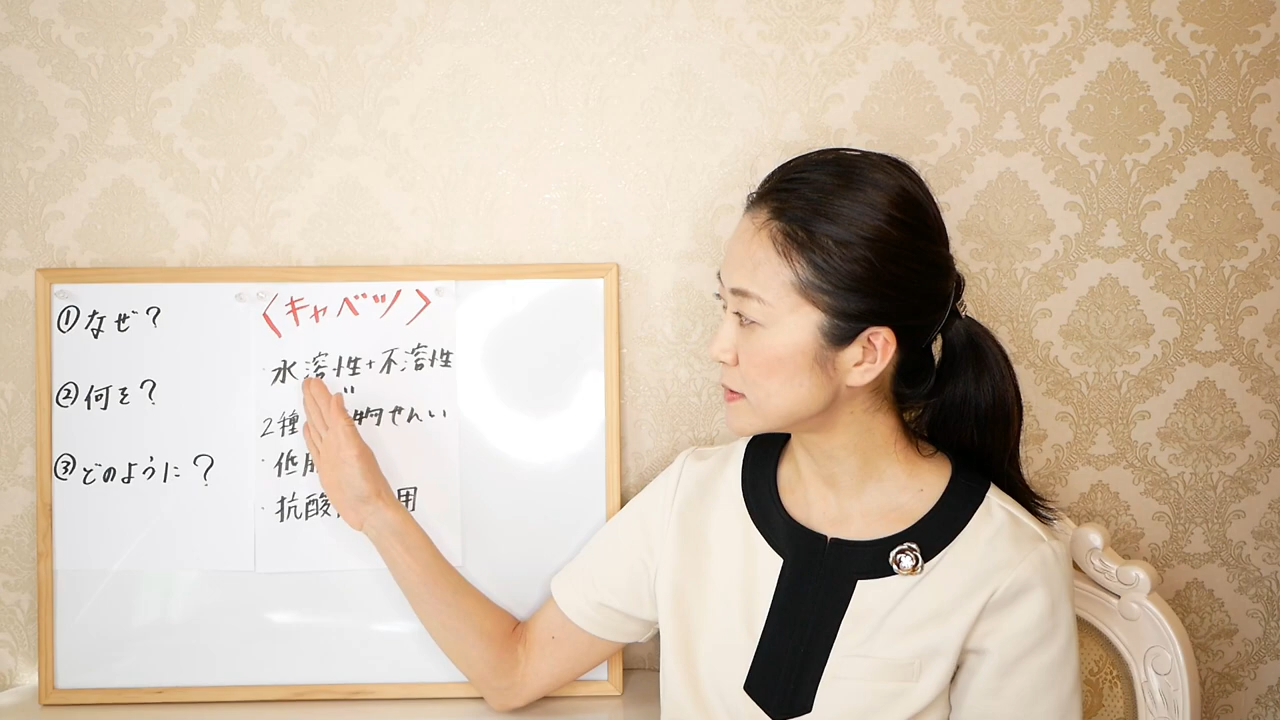 ①なぜ?
②何を?
③どのように?
〈キャベツ〉
・水溶性+不溶性
2種 物せんい
・低
・抗酸 用